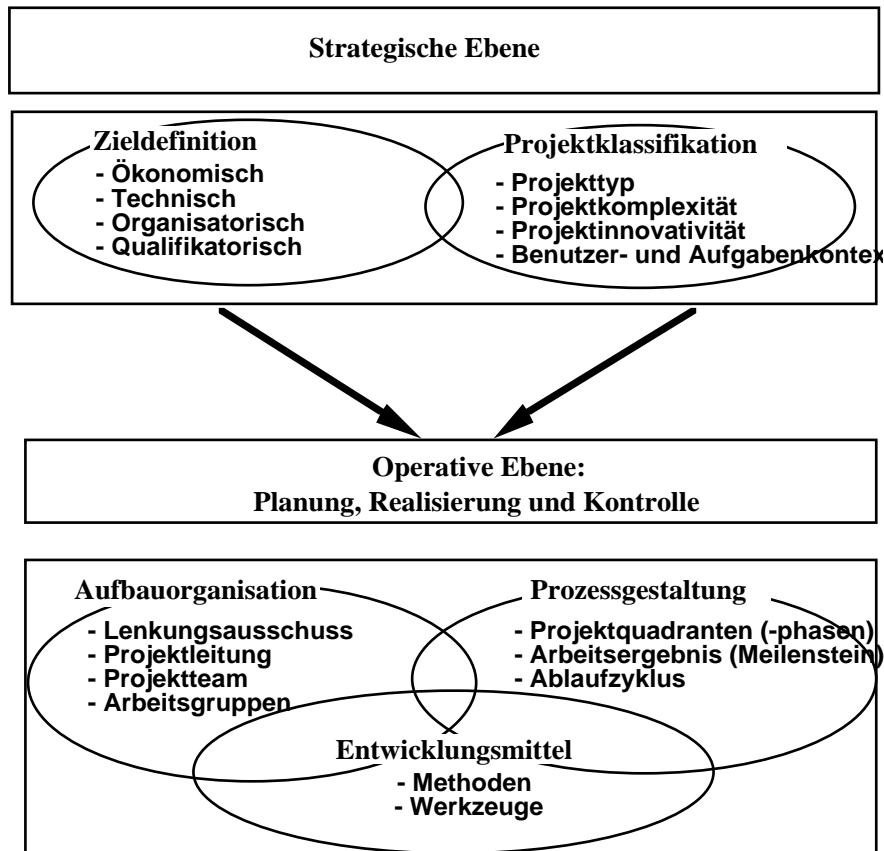 Strategische Ebene
Zieldefinition
- Ökonomisch
- Technisch
- Organisatorisch
- Qualifikatorisch
Projektklassifikation
- Projekttyp
- Projektkomplexität
- Projektinnovativität
- Benutzer- und Aufgabenkontex
Operative Ebene:
Planung, Realisierung und Kontrolle
Aufbauorganisation
- Lenkungsausschuss
- Projektleitung
- Projektteam
- Arbeitsgruppen
Prozessgestaltung
- Projektquadranten (-phasen)
- Arbeitsergebnis (Meilenstein)
- Ablaufzyklus
Entwicklungsmittel
- Methoden
- Werkzeuge